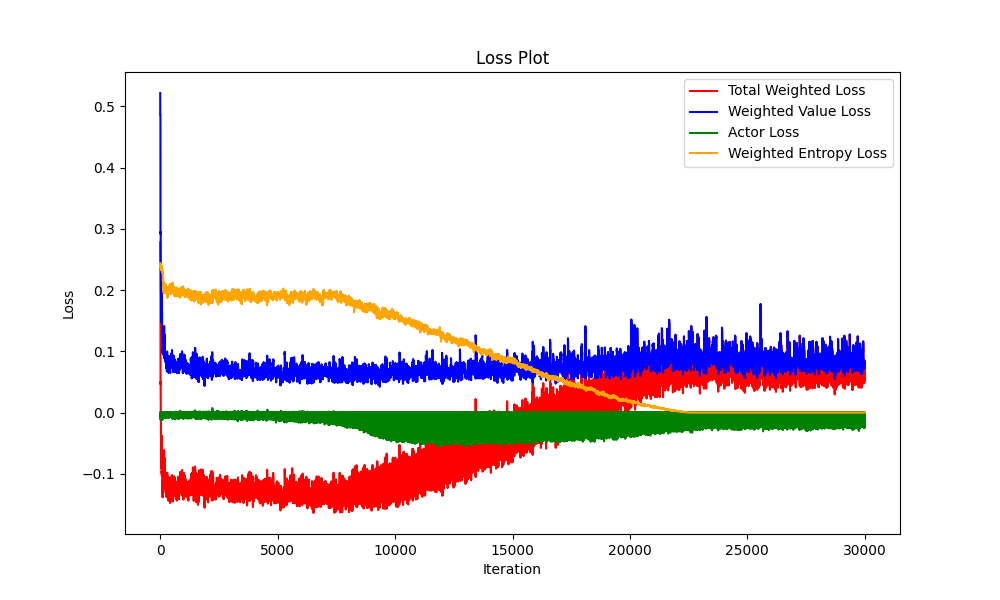 Loss Plot
Total Weighted Loss
Weighted Value Loss
Actor Loss
Weighted Entropy Loss
0.5
0.4
0.3
0.2
0.1
0.0
−0.1
Loss
0 5000 10000 15000 20000 25000 30000
Iteration